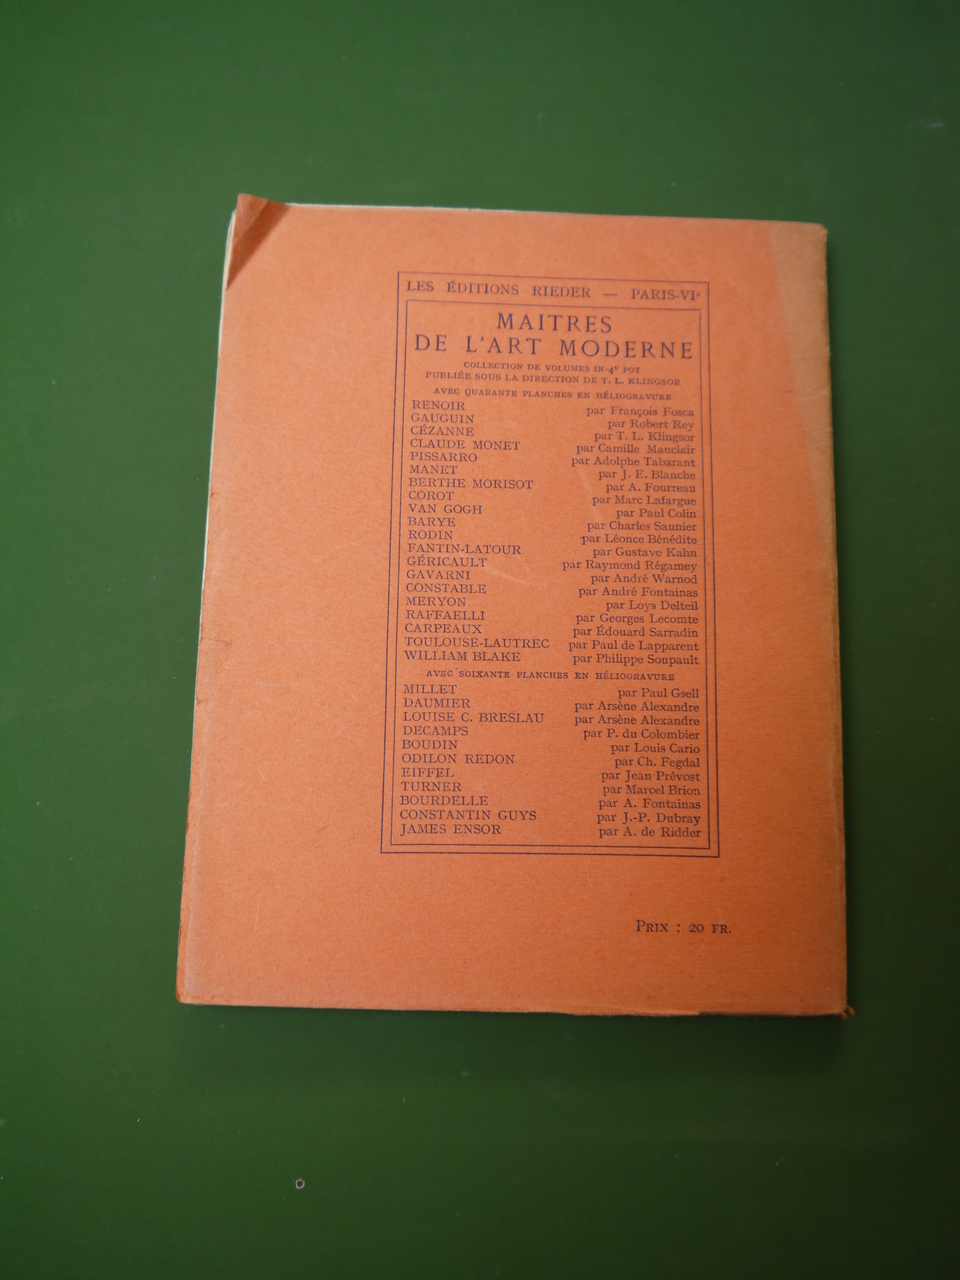 LES ÉDITIONS RIEDER — PARIS-VIᵉ
MAITRES
DE L'ART MODERNE
COLLECTION DE VOLUMES IN-4º POT
PUBLIÉE SOUS LA DIRECTION DE T. L. KLINGSOR
AVEC QUARANTE PLANCHES EN HÉLIOGRAVURE
RENOIR par François Fosca
GAUGUIN par Robert Rey
CÉZANNE par T. L. Klingsor
CLAUDE MONET par Camille Mauclair
PISSARRO par Adolphe Tabarant
MANET par J. E. Blanche
BERTHE MORISOT par A. Fourreau
COROT par Marc Lafargue
VAN GOGH par Paul Colin
BARYE par Charles Saunier
RODIN par Léonce Bénédite
FANTIN-LATOUR par Gustave Kahn
GÉRICAULT par Raymond Régamey
GAVARNI par André Warnod
CONSTABLE par André Fontainas
MERYON par Loys Delteil
RAFFAELLI par Georges Lecomte
CARPEAUX par Édouard Sarradin
TOULOUSE-LAUTREC par Paul de Lapparent
WILLIAM BLAKE par Philippe Soupault
AVEC SOIXANTE PLANCHES EN HÉLIOGRAVURE
MILLET par Paul Gsell
DAUMIER par Arsène Alexandre
LOUISE C. BRESLAU par Arsène Alexandre
DECAMPS par P. du Colombier
BOUDIN par Louis Cario
ODILON REDON par Ch. Fegdal
EIFFEL par Jean Prévost
TURNER par Marcel Brion
BOURDELLE par A. Fontainas
CONSTANTIN GUYS par J.-P. Dubray
JAMES ENSOR par A. de Ridder
PRIX : 20 FR.